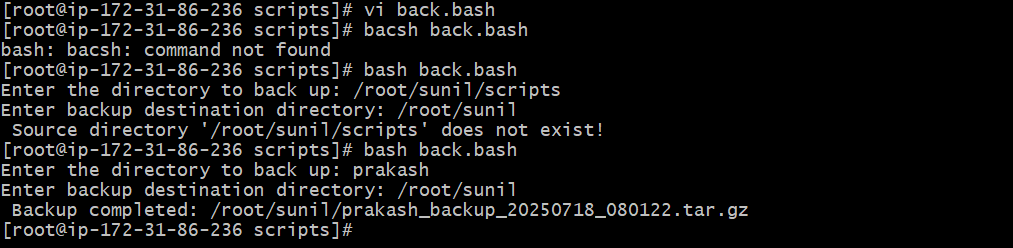 [root@ip-172-31-86-236 scripts]# vi back.bash
[root@ip-172-31-86-236 scripts]# bacsh back.bash
bash: bacsh: command not found
[root@ip-172-31-86-236 scripts]# bash back.bash
Enter the directory to back up: /root/sunil/scripts
Enter backup destination directory: /root/sunil
 Source directory '/root/sunil/scripts' does not exist!
[root@ip-172-31-86-236 scripts]# bash back.bash
Enter the directory to back up: prakash
Enter backup destination directory: /root/sunil
 Backup completed: /root/sunil/prakash_backup_20250718_080122.tar.gz
[root@ip-172-31-86-236 scripts]#